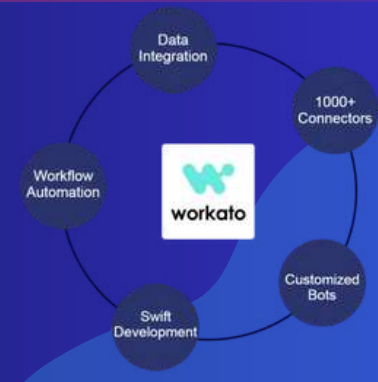 Data
Integration
1000+
Connectors
Workflow
Automation
workato
Customized
Bots
Swift
Development